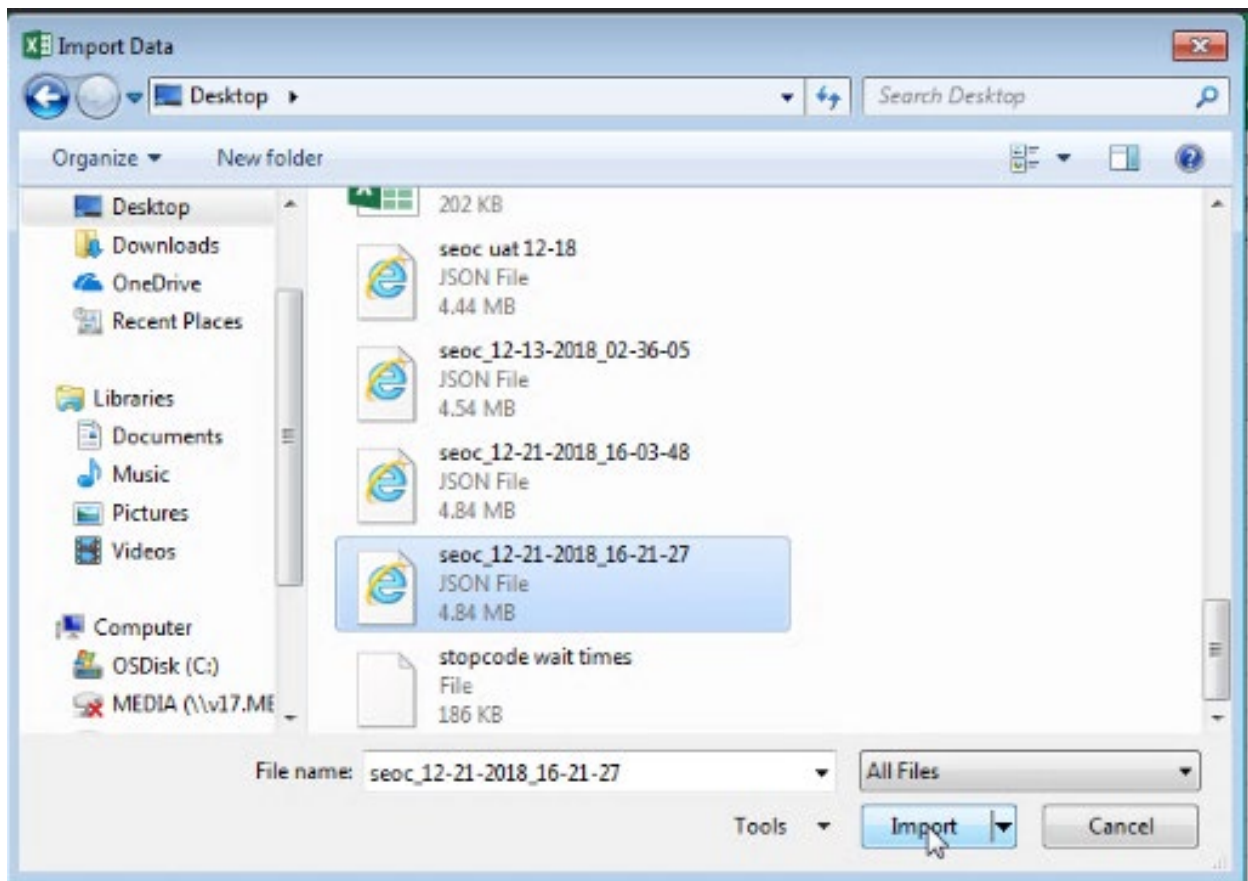 Import Data
Desktop
Search Desktop
Organize
New folder
Desktop
Downloads
OneDrive
Recent Places
Libraries
Documents
Music
Pictures
Videos
Computer
OSDisk (C:)
MEDIA (\\v17.ME
202 KB
seoc uat 12-18
JSON File
4.44 MB
seoc_12-13-2018_02-36-05
JSON File
4.54 MB
seoc_12-21-2018_16-03-48
JSON File
4.84 MB
seoc_12-21-2018_16-21-27
JSON File
4.84 MB
stopcode wait times
File
186 KB
File name: seoc_12-21-2018_16-21-27
All Files
Tools
Import
Cancel